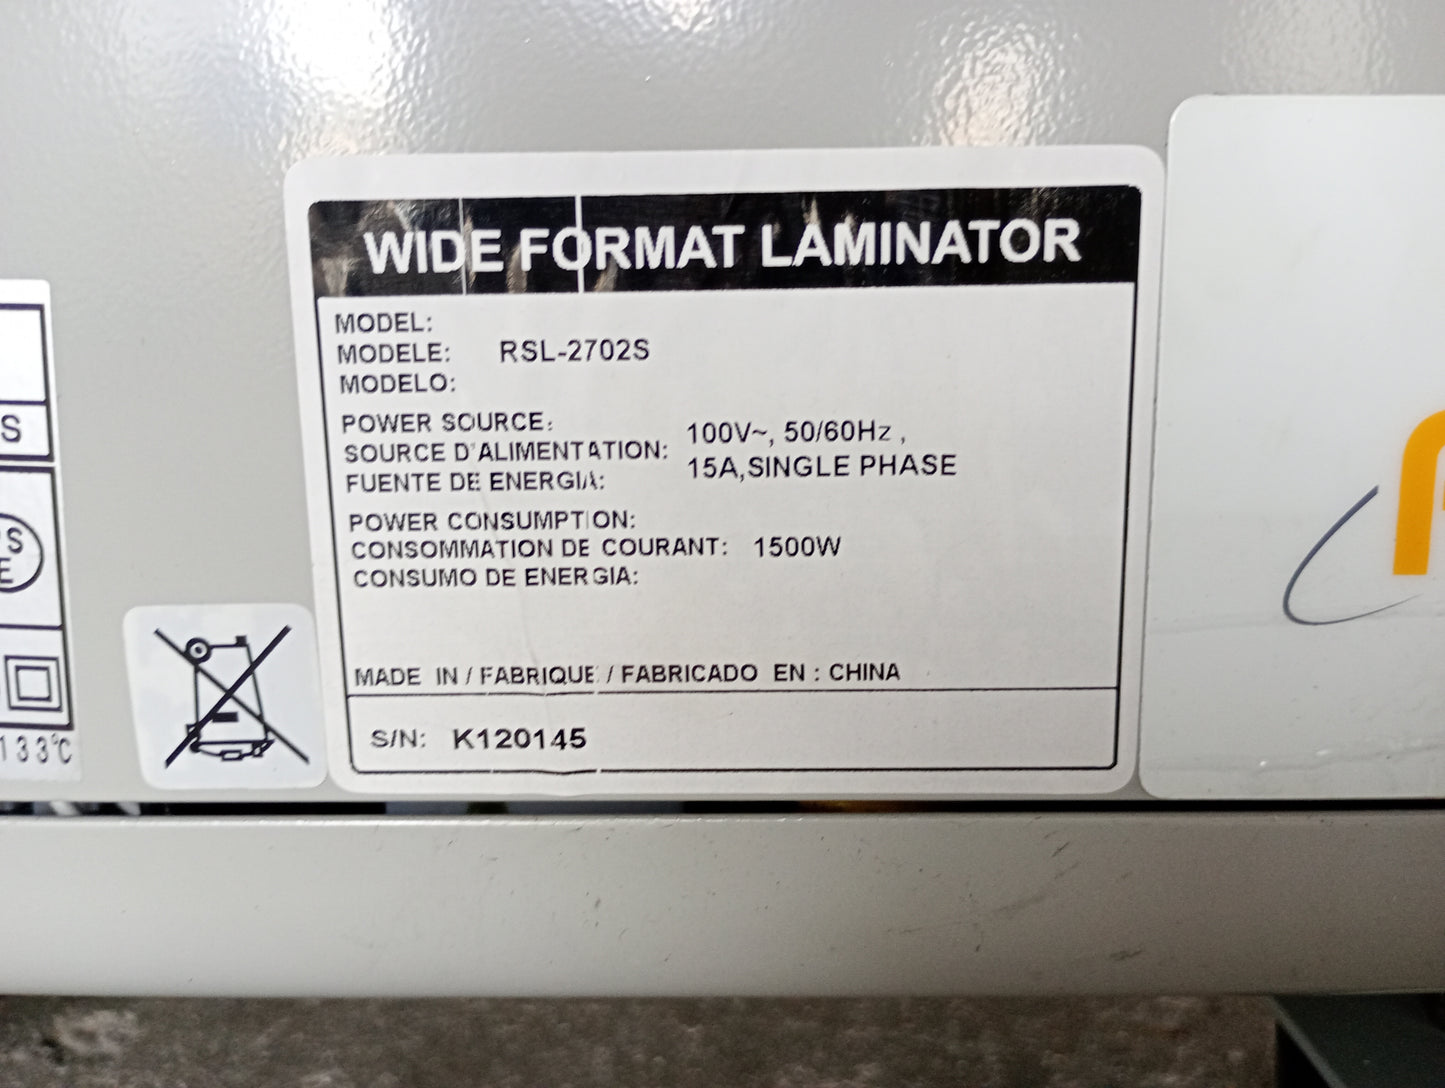 WIDE FORMAT LAMINATOR
MODEL:
MODELE: RSL-2702S
MODELO:
POWER SOURCE:
SOURCE D'ALIMENTATION: 100V~, 50/60Hz ,
FUENTE DE ENERGIA: 15A,SINGLE PHASE
POWER CONSUMPTION:
CONSOMMATION DE COURANT: 1500W
CONSUMO DE ENERGIA:
MADE IN / FABRIQUE / FABRICADO EN : CHINA
S/N: K120145
S
S
E
133°C